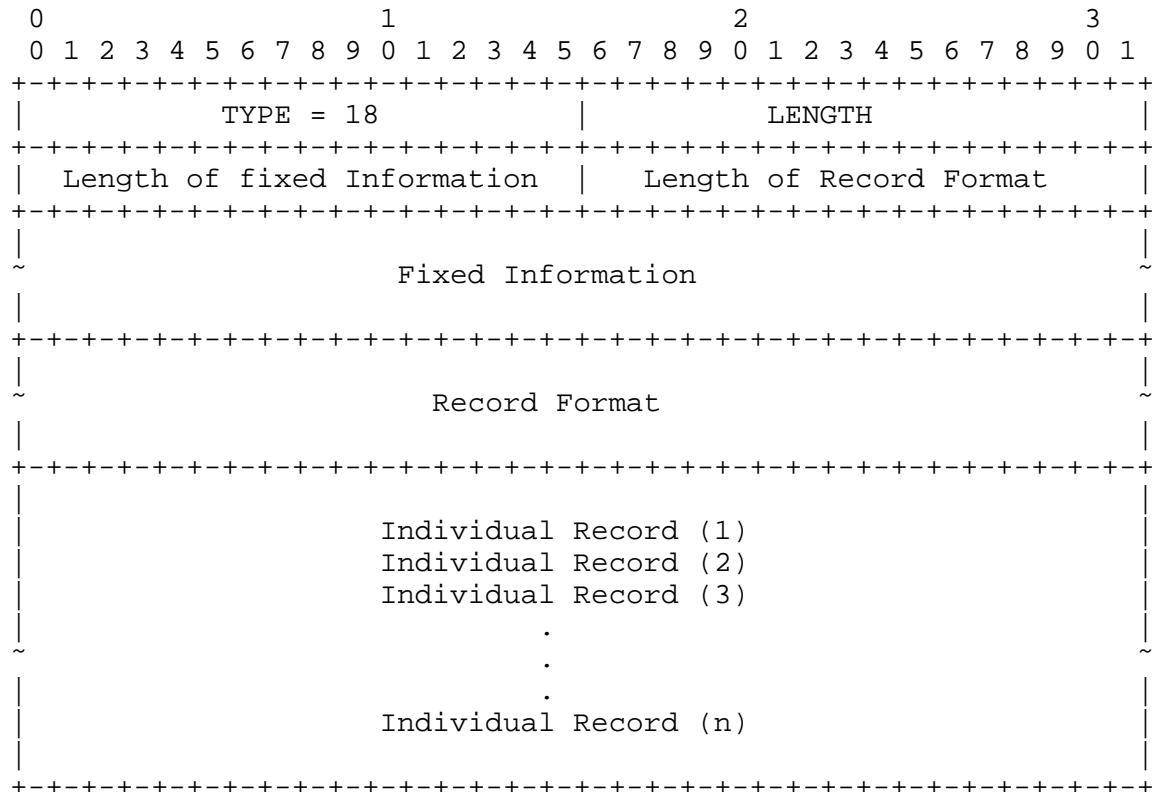 0                   1                   2                   3
 0 1 2 3 4 5 6 7 8 9 0 1 2 3 4 5 6 7 8 9 0 1 2 3 4 5 6 7 8 9 0 1
+-+-+-+-+-+-+-+-+-+-+-+-+-+-+-+-+-+-+-+-+-+-+-+-+-+-+-+-+-+-+-+-+
|           TYPE = 18           |          LENGTH               |
+-+-+-+-+-+-+-+-+-+-+-+-+-+-+-+-+-+-+-+-+-+-+-+-+-+-+-+-+-+-+-+-+
|  Length of fixed Information  |   Length of Record Format     |
+-+-+-+-+-+-+-+-+-+-+-+-+-+-+-+-+-+-+-+-+-+-+-+-+-+-+-+-+-+-+-+-+
|                                                               |
~                     Fixed Information                         ~
|                                                               |
+-+-+-+-+-+-+-+-+-+-+-+-+-+-+-+-+-+-+-+-+-+-+-+-+-+-+-+-+-+-+-+-+
|                                                               |
~                       Record Format                           ~
|                                                               |
+-+-+-+-+-+-+-+-+-+-+-+-+-+-+-+-+-+-+-+-+-+-+-+-+-+-+-+-+-+-+-+-+
|                                                               |
|                    Individual Record (1)                      |
|                    Individual Record (2)                      |
|                    Individual Record (3)                      |
|                             .                                 |
~                             .                                 ~
|                             .                                 |
|                    Individual Record (n)                      |
|                                                               |
+-+-+-+-+-+-+-+-+-+-+-+-+-+-+-+-+-+-+-+-+-+-+-+-+-+-+-+-+-+-+-+-+